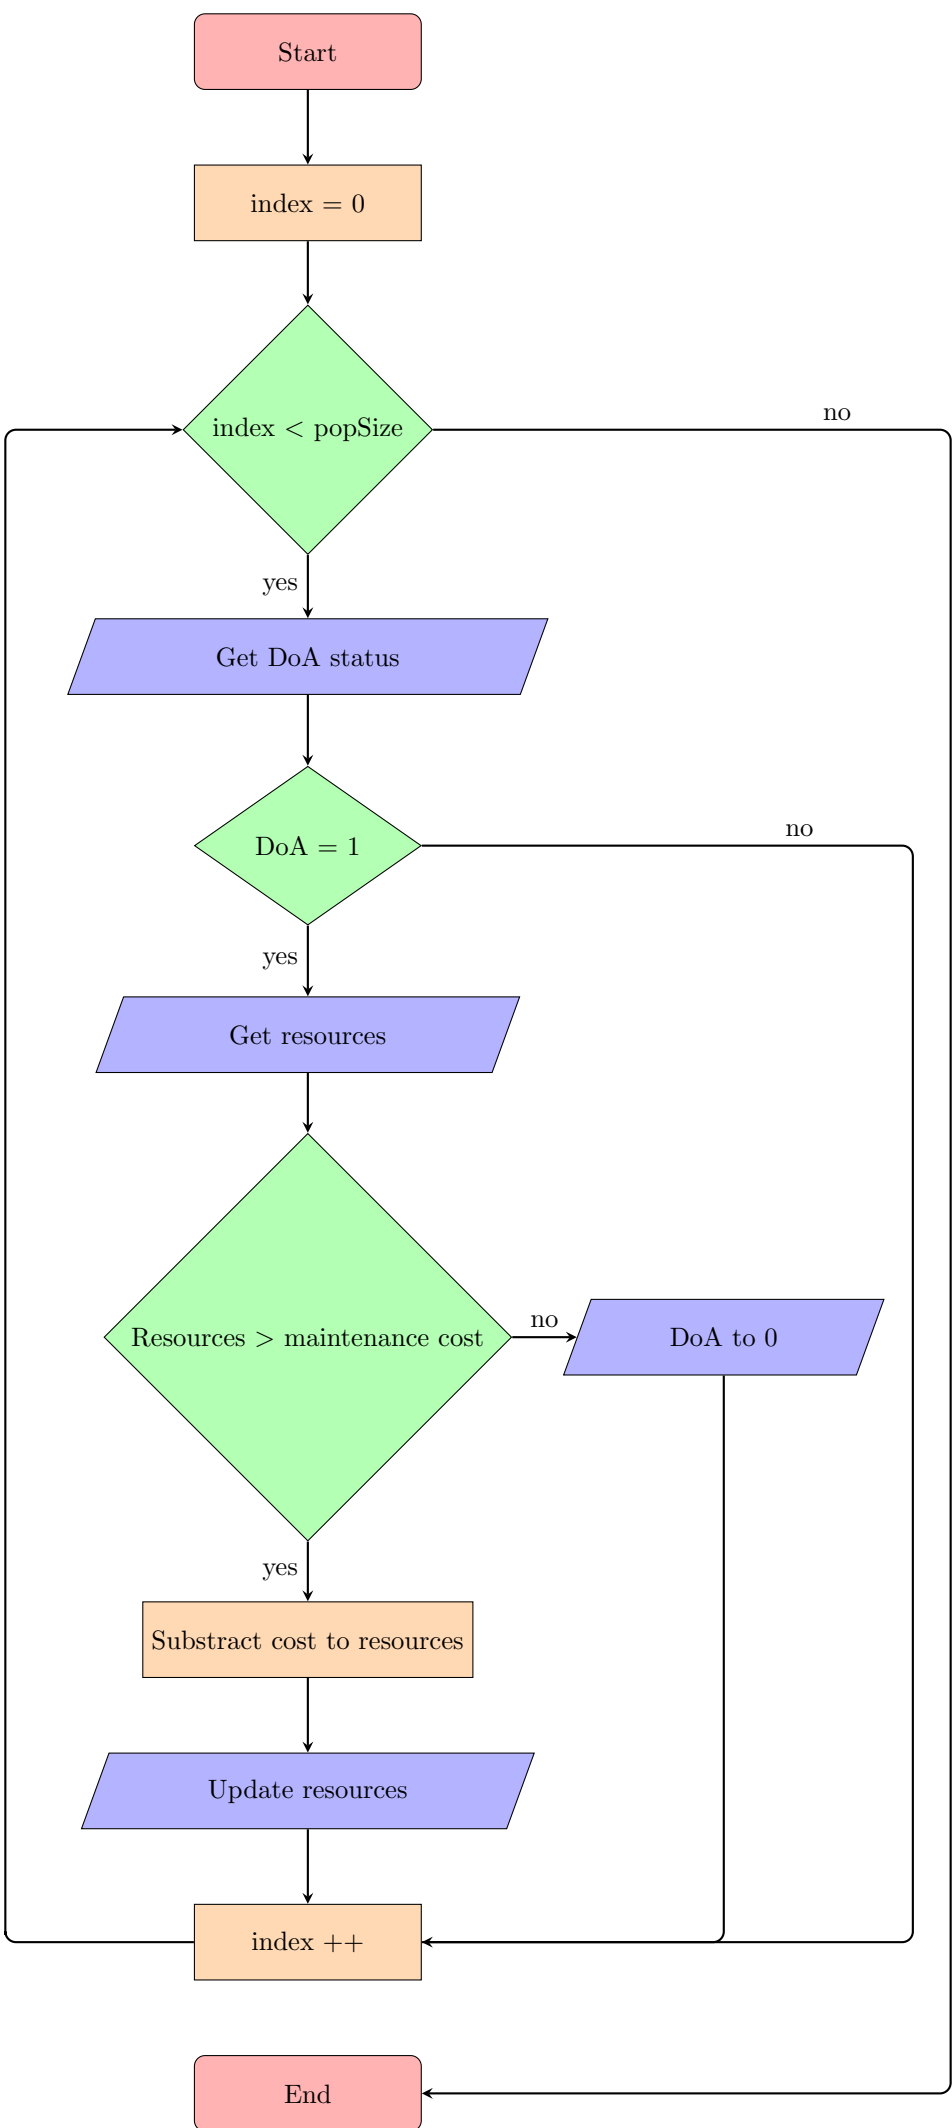 Start
index = 0
index < popSize
no
yes
Get DoA status
DoA = 1
no
yes
Get resources
Resources > maintenance cost
no
DoA to 0
yes
Substract cost to resources
Update resources
index ++
End